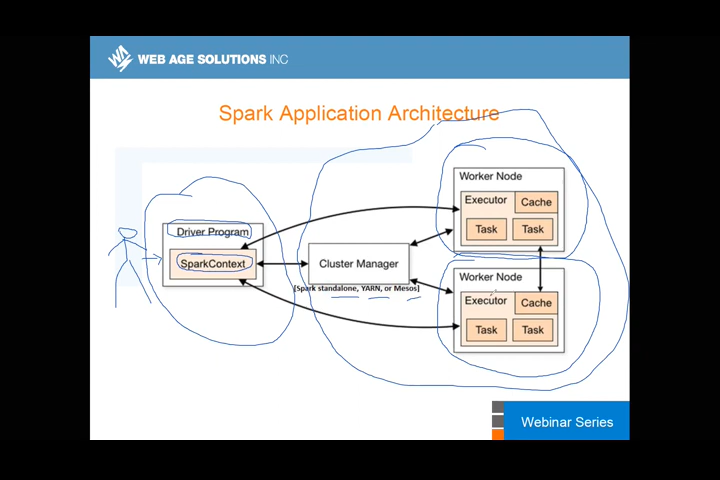 WEB AGE SOLUTIONS INC
Spark Application Architecture
Driver Program
SparkContext
Cluster Manager
[Spark standalone, YARN, or Mesos]
Worker Node
Executor
Cache
Task
Task
Worker Node
Executor
Cache
Task
Task
Webinar Series